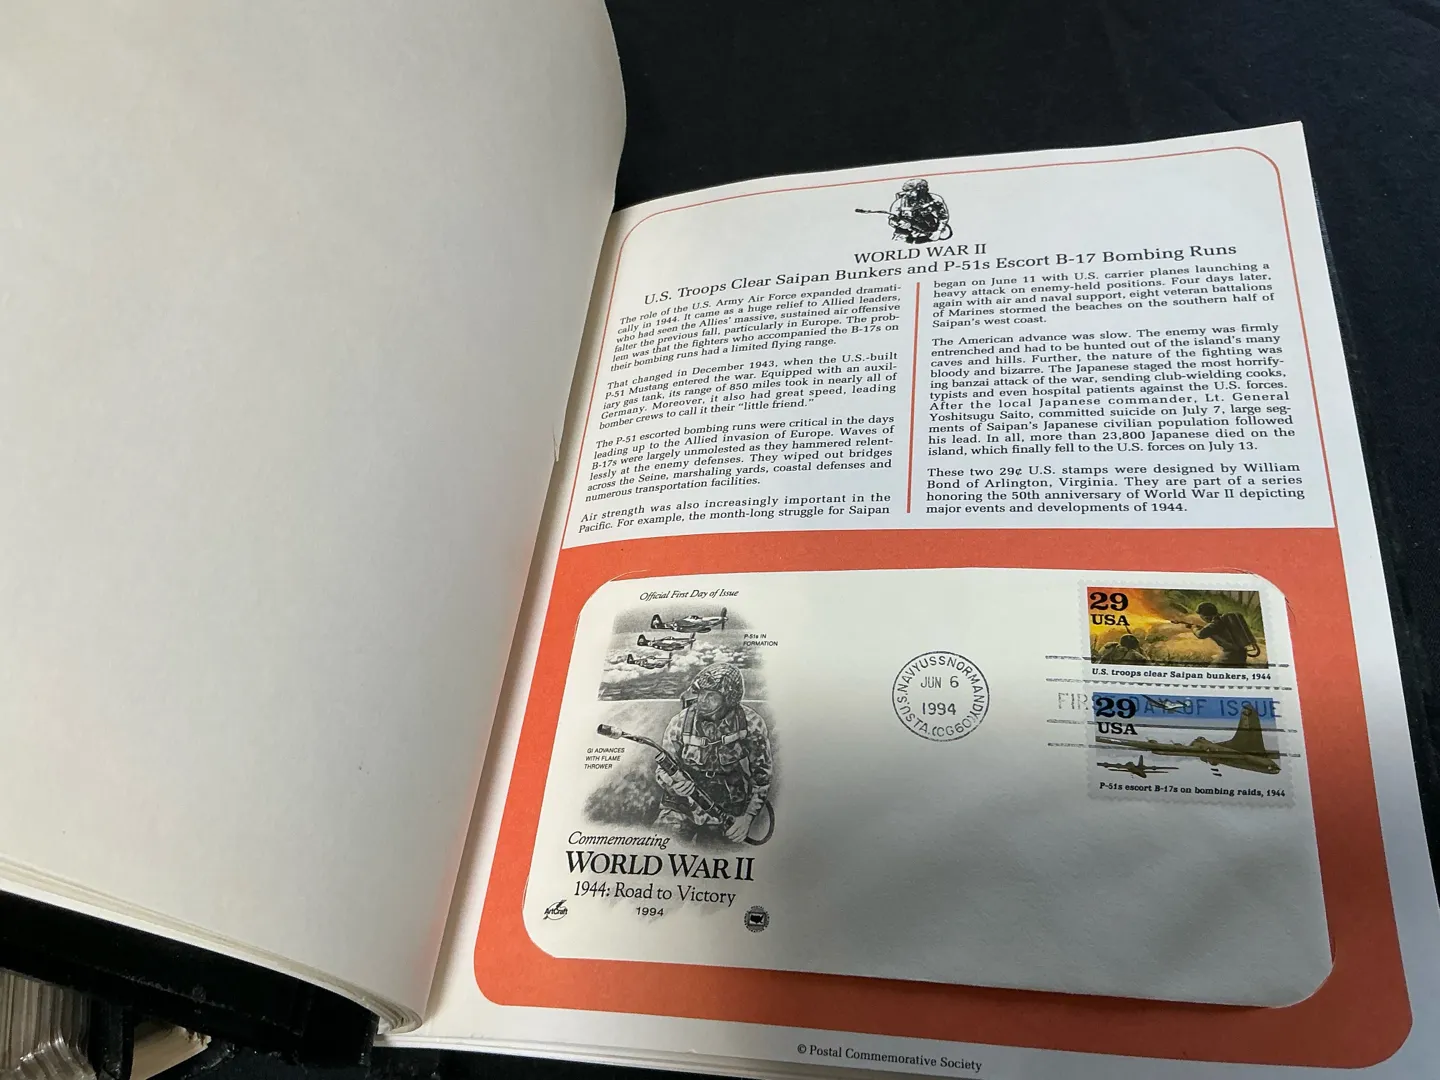 WORLD WAR II
U.S. Troops Clear Saipan Bunkers and P-51s Escort B-17 Bombing Runs
The role of the U.S. Army Air Force expanded dramati-
cally in 1944. It came as a huge relief to Allied leaders,
who had seen the Allies' massive, sustained air offensive
falter the previous fall, particularly in Europe. The prob-
lem was that the fighters who accompanied the B-17s on
their bombing runs had a limited flying range.
That changed in December 1943, when the U.S.-built
P-51 Mustang entered the war. Equipped with an auxil-
iary gas tank, its range of 850 miles took in nearly all of
Germany. Moreover, it also had great speed, leading
bomber crews to call it their "little friend."
The P-51 escorted bombing runs were critical in the days
leading up to the Allied invasion of Europe. Waves of
B-17s were largely unmolested as they hammered relent-
lessly at the enemy defenses. They wiped out bridges
across the Seine, marshaling yards, coastal defenses and
numerous transportation facilities.
Air strength was also increasingly important in the
Pacific. For example, the month-long struggle for Saipan
began on June 11 with U.S. carrier planes launching a
heavy attack on enemy-held positions. Four days later,
again with air and naval support, eight veteran battalions
of Marines stormed the beaches on the southern half of
Saipan's west coast.
The American advance was slow. The enemy was firmly
entrenched and had to be hunted out of the island's many
caves and hills. Further, the nature of the fighting was
bloody and bizarre. The Japanese staged the most horrify-
ing banzai attack of the war, sending club-wielding cooks,
typists and even hospital patients against the U.S. forces.
After the local Japanese commander, Lt. General
Yoshitsugu Saito, committed suicide on July 7, large seg-
ments of Saipan's Japanese civilian population followed
his lead. In all, more than 23,800 Japanese died on the
island, which finally fell to the U.S. forces on July 13.
These two 29¢ U.S. stamps were designed by William
Bond of Arlington, Virginia. They are part of a series
honoring the 50th anniversary of World War II depicting
major events and developments of 1944.
Official First Day of Issue
P-51s IN
FORMATION
GI ADVANCES
WITH FLAME
THROWER
Commemorating
WORLD WAR II
1944: Road to Victory
1994
ArtCraft
U.S. NAVY USS NORMANDY
JUN 6
1994
STA. (CG60)
29
USA
U.S. troops clear Saipan bunkers, 1944
FIRST DAY OF ISSUE
29
USA
P-51s escort B-17s on bombing raids, 1944
© Postal Commemorative Society